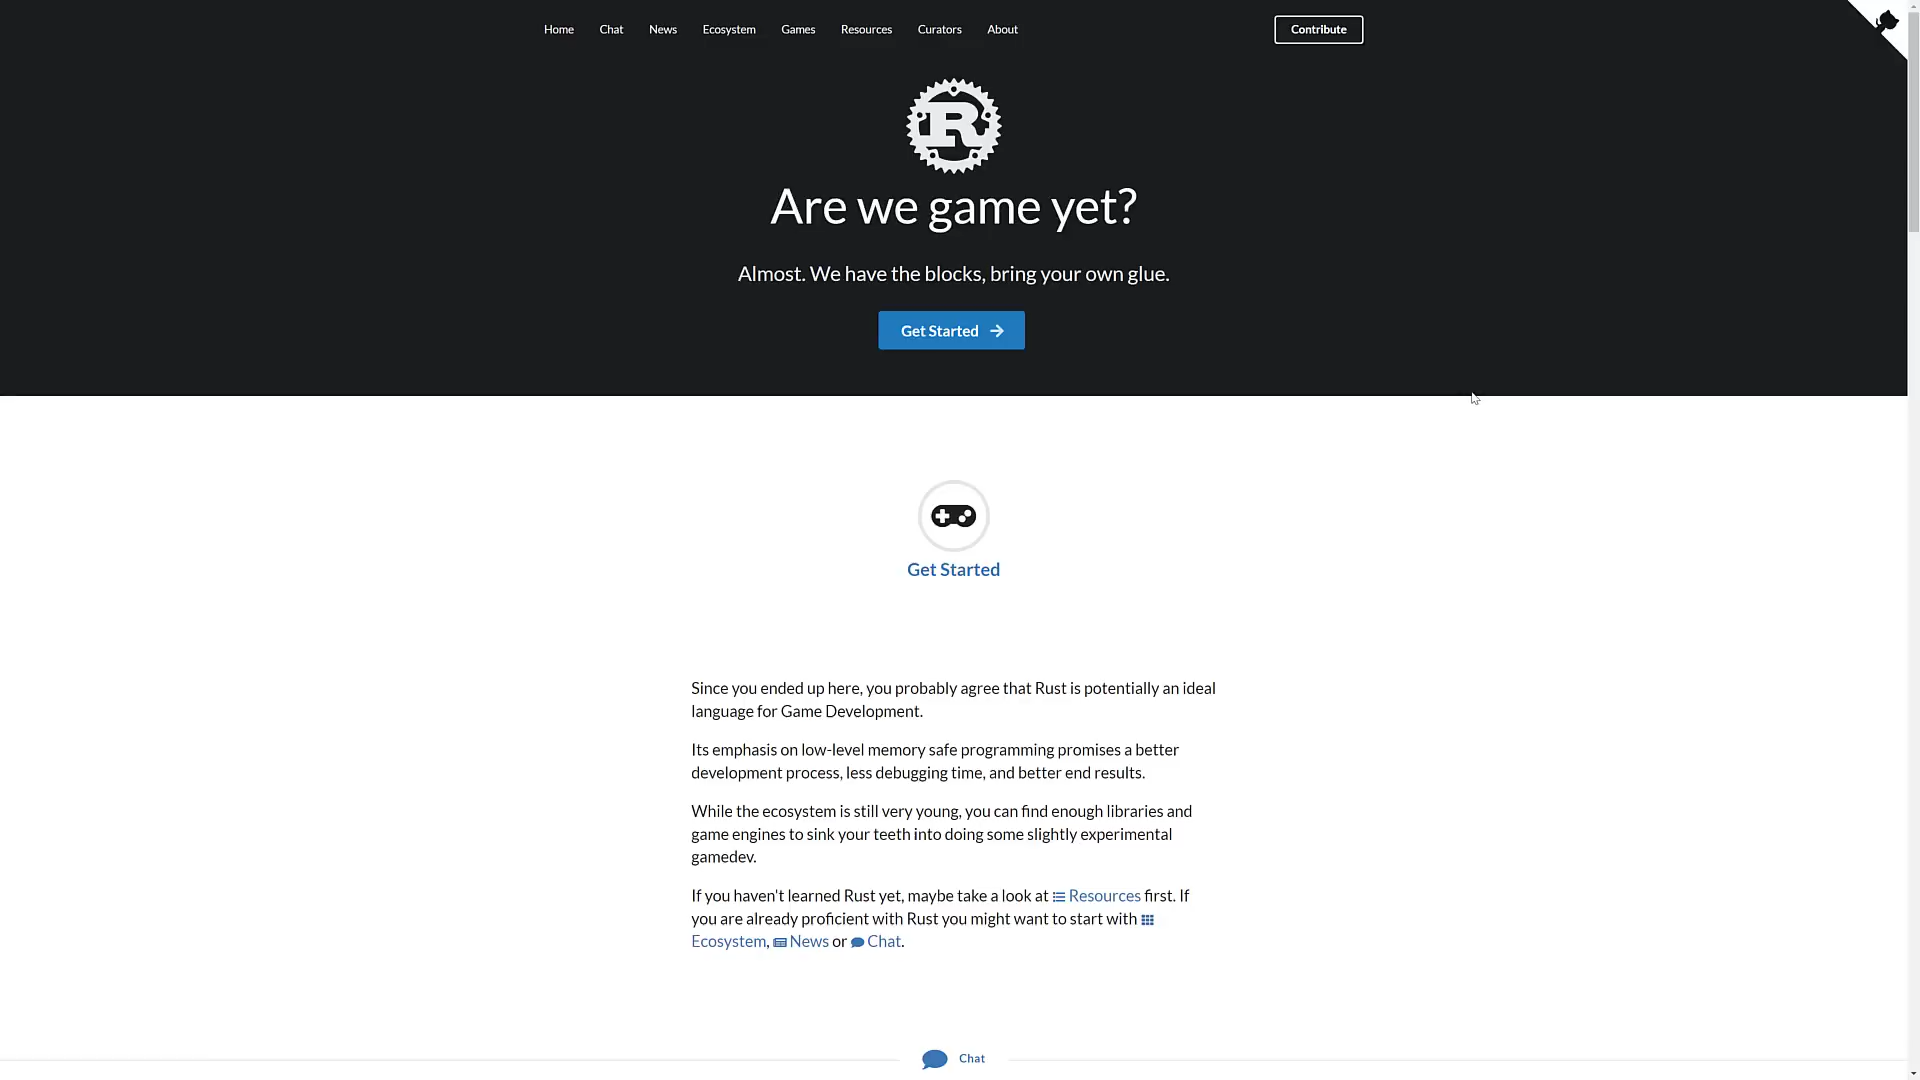 Home Chat News Ecosystem Games Resources Curators About Contribute
R
Are we game yet?
Almost. We have the blocks, bring your own glue.
Get Started
Get Started
Since you ended up here, you probably agree that Rust is potentially an ideal
language for Game Development.
Its emphasis on low-level memory safe programming promises a better
development process, less debugging time, and better end results.
While the ecosystem is still very young, you can find enough libraries and
game engines to sink your teeth into doing some slightly experimental
gamedev.
If you haven't learned Rust yet, maybe take a look at Resources first. If
you are already proficient with Rust you might want to start with
Ecosystem, News or Chat.
Chat